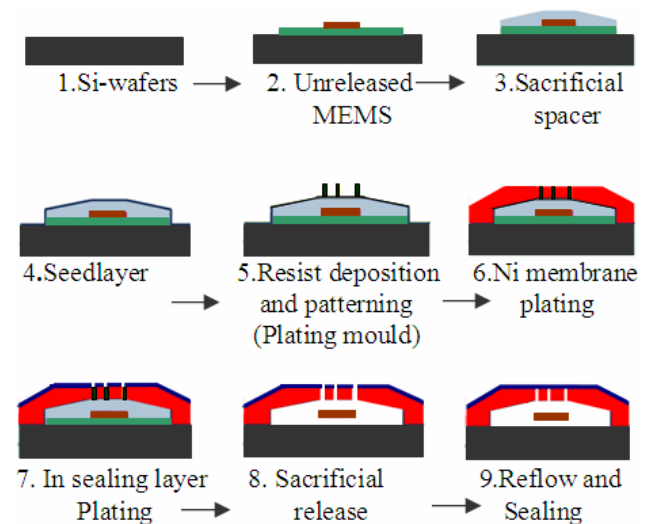 1.Si-wafers
2. Unreleased
MEMS
3.Sacrificial
spacer
4.Seedlayer
5.Resist deposition
and patterning
(Plating mould)
6.Ni membrane
plating
7. In sealing layer
Plating
8. Sacrificial
release
9.Reflow and
Sealing